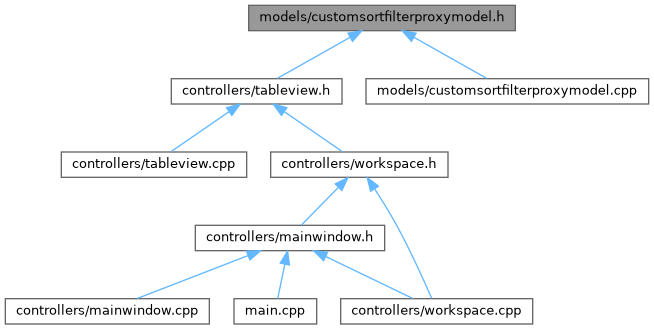 models/customsortfilterproxymodel.h
controllers/tableview.h
models/customsortfilterproxymodel.cpp
controllers/tableview.cpp
controllers/workspace.h
controllers/mainwindow.h
controllers/mainwindow.cpp
main.cpp
controllers/workspace.cpp